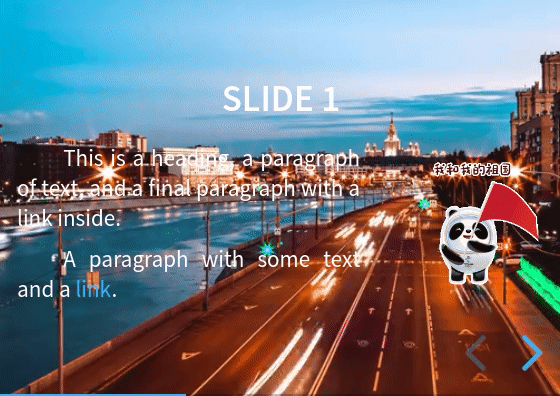 SLIDE 1
This is a heading, a paragraph
of text, and a final paragraph with a
link inside.
A paragraph with some text
and a link.
我和我的祖国